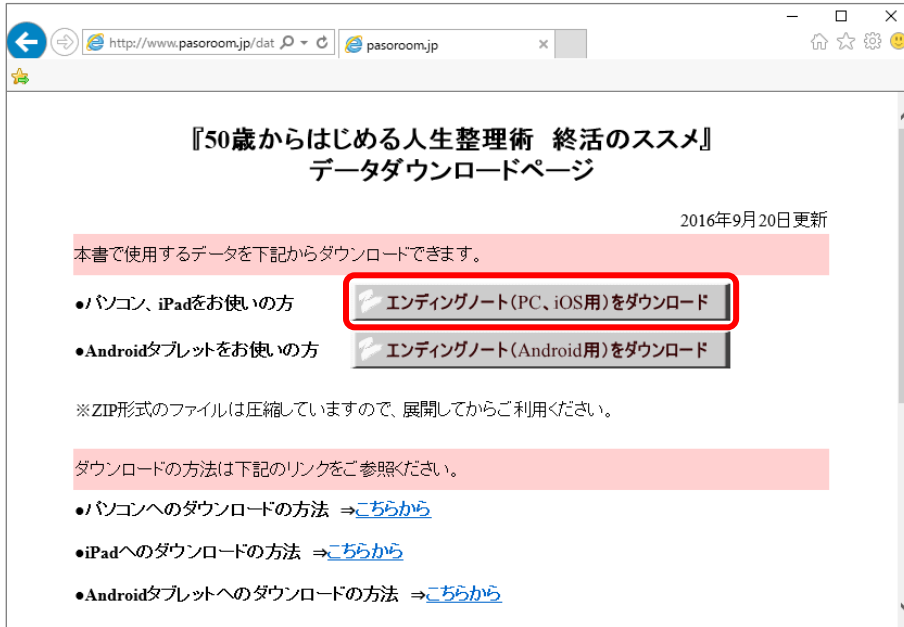 http://www.pasoroom.jp/dat
pasoroom.jp
『50歳からはじめる人生整理術 終活のススメ』
データダウンロードページ
2016年9月20日更新
本書で使用するデータを下記からダウンロードできます。
●パソコン、iPadをお使いの方 エンディングノート(PC、iOS用)をダウンロード
●Androidタブレットをお使いの方 エンディングノート(Android用)をダウンロード
※ZIP形式のファイルは圧縮していますので、展開してからご利用ください。
ダウンロードの方法は下記のリンクをご参照ください。
●パソコンへのダウンロードの方法 ⇒こちらから
●iPadへのダウンロードの方法 ⇒こちらから
●Androidタブレットへのダウンロードの方法 ⇒こちらから